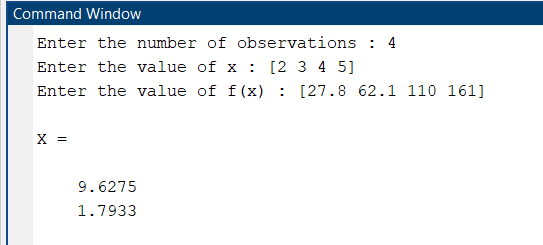 Command Window
Enter the number of observations : 4
Enter the value of x : [2 3 4 5]
Enter the value of f(x) : [27.8 62.1 110 161]
X =
9.6275
1.7933